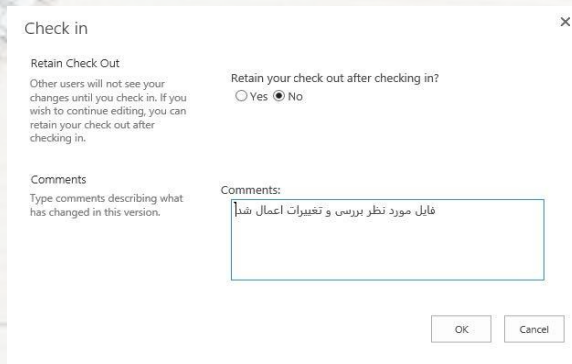 Check in
Retain Check Out
Other users will not see your
changes until you check in. If you
wish to continue editing, you can
retain your check out after
checking in.
Retain your check out after checking in?
Yes No
Comments
Type comments describing what
has changed in this version.
Comments:
فایل مورد نظر بررسی و تغییرات اعمال شد
OK Cancel